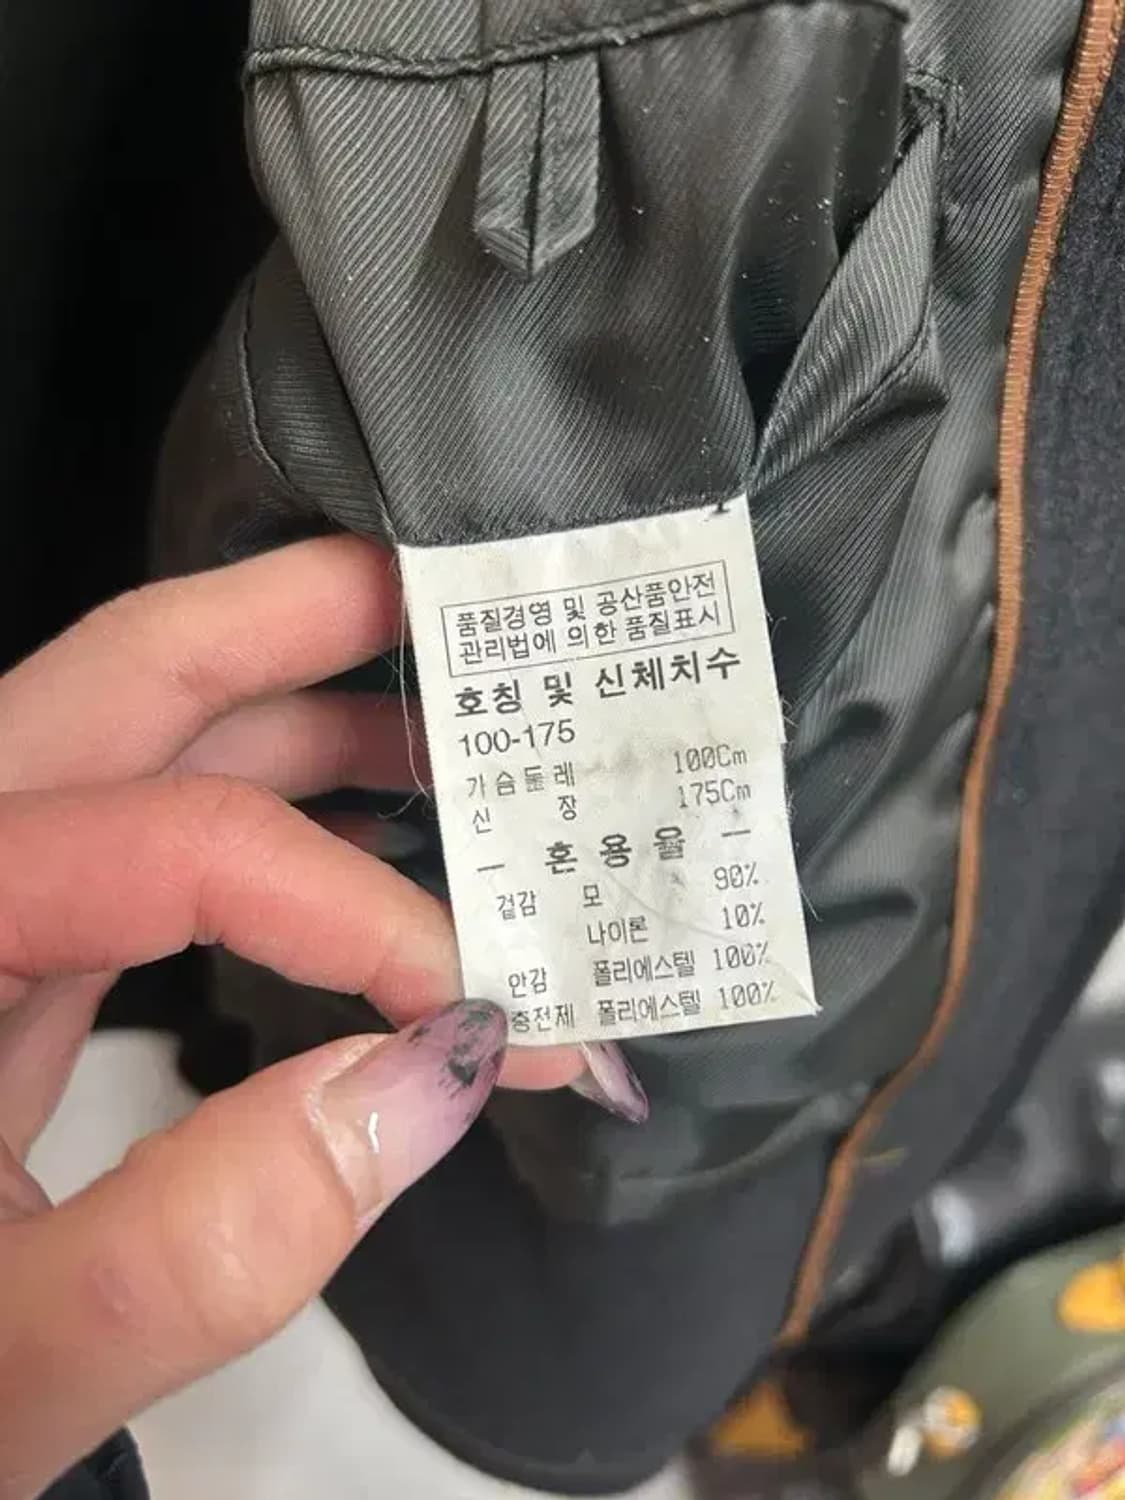 품질경영 및 공산품안전
관리법에 의한 품질표시
호칭 및 신체치수
100-175
가슴둘레 100Cm
신 장 175Cm
— 혼용율 —
겉감 모 90%
나이론 10%
안감 폴리에스텔 100%
충전제 폴리에스텔 100%